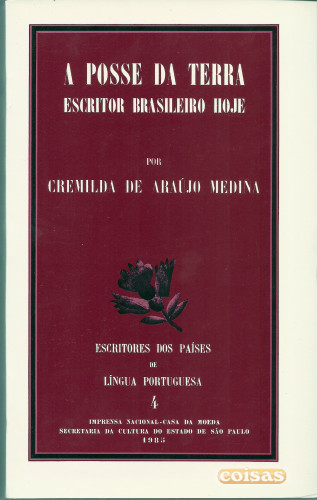 A POSSE DA TERRA
ESCRITOR BRASILEIRO HOJE
POR
CREMILDA DE ARAÚJO MEDINA
ESCRITORES DOS PAÍSES
DE
LÍNGUA PORTUGUESA
4
IMPRENSA NACIONAL-CASA DA MOEDA
SECRETARIA DA CULTURA DO ESTADO DE SÃO PAULO
1985
coisas